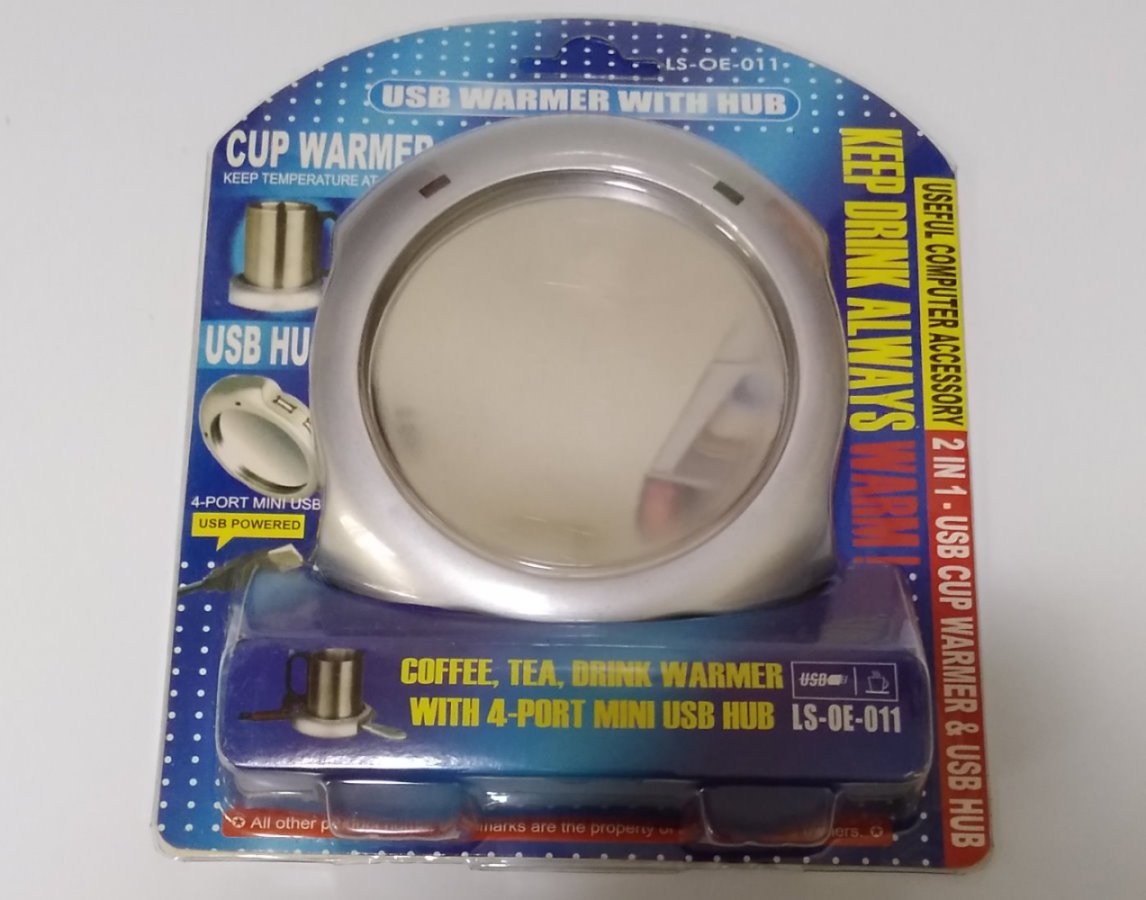 LS-OE-011
USB WARMER WITH HUB
CUP WARMER
KEEP TEMPERATURE AT
USB HU
4-PORT MINI USB
USB POWERED
KEEP DRINK ALWAYS WARM!
USEFUL COMPUTER ACCESSORY
2 IN 1 - USB CUP WARMER & USB HUB
COFFEE, TEA, DRINK WARMER
WITH 4-PORT MINI USB HUB
USB
LS-OE-011
All other marks are the property of